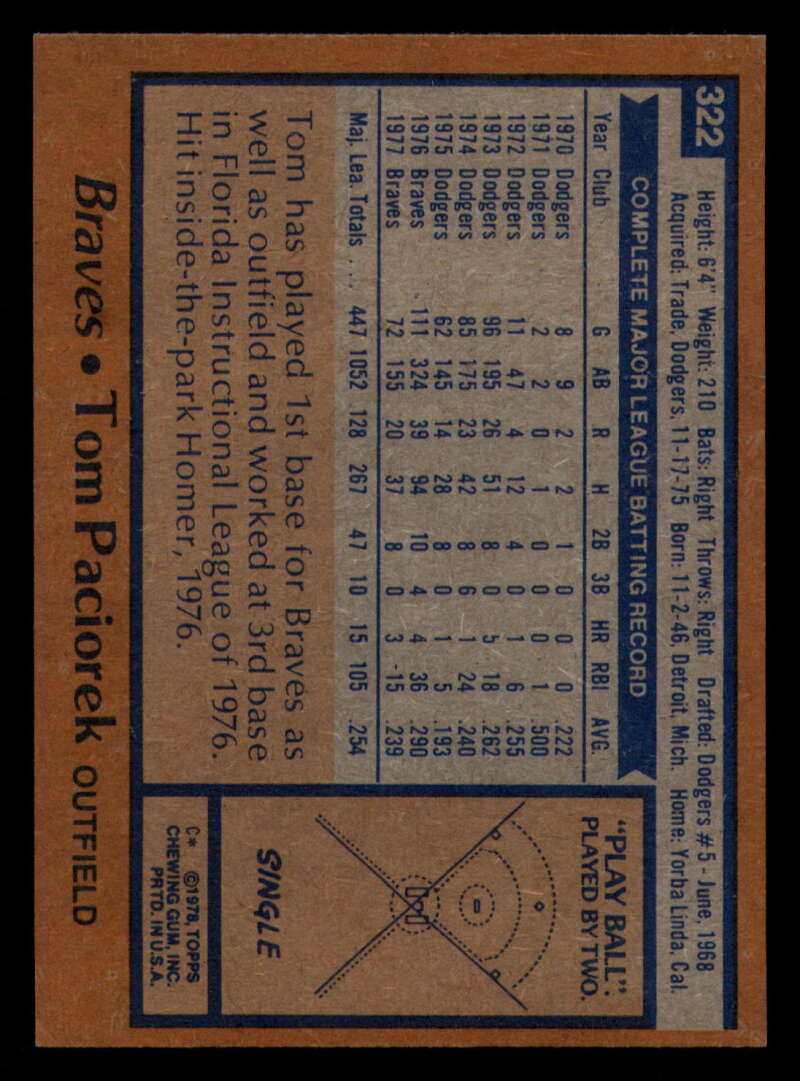 322
Height: 6'4" Weight: 210 Bats: Right Throws: Right Drafted: Dodgers #5 - June, 1968
Acquired: Trade, Dodgers, 11-17-75 Born: 11-2-46, Detroit, Mich. Home: Yorba Linda, Cal.
COMPLETE MAJOR LEAGUE BATTING RECORD
Year Club G AB R H 2B 3B HR RBI AVG.
1970 Dodgers 8 9 2 2 1 0 0 0 .222
1971 Dodgers 2 2 0 1 0 0 0 1 .500
1972 Dodgers 11 47 4 12 4 0 1 6 .255
1973 Dodgers 96 195 26 51 8 0 5 18 .262
1974 Dodgers 85 175 23 42 8 6 1 24 .240
1975 Dodgers 62 145 14 28 8 0 1 5 .193
1976 Braves 111 324 39 94 10 4 4 36 .290
1977 Braves 72 155 20 37 8 0 3 15 .239
Maj. Lea. Totals .... 447 1052 128 267 47 10 15 105 .254
Tom has played 1st base for Braves as
well as outfield and worked at 3rd base
in Florida Instructional League of 1976.
Hit inside-the-park Homer, 1976.
"PLAY BALL":
PLAYED BY TWO.
SINGLE
C* ©1978, TOPPS
CHEWING GUM, INC.
PRTD. IN U.S.A.
Braves • Tom Paciorek OUTFIELD